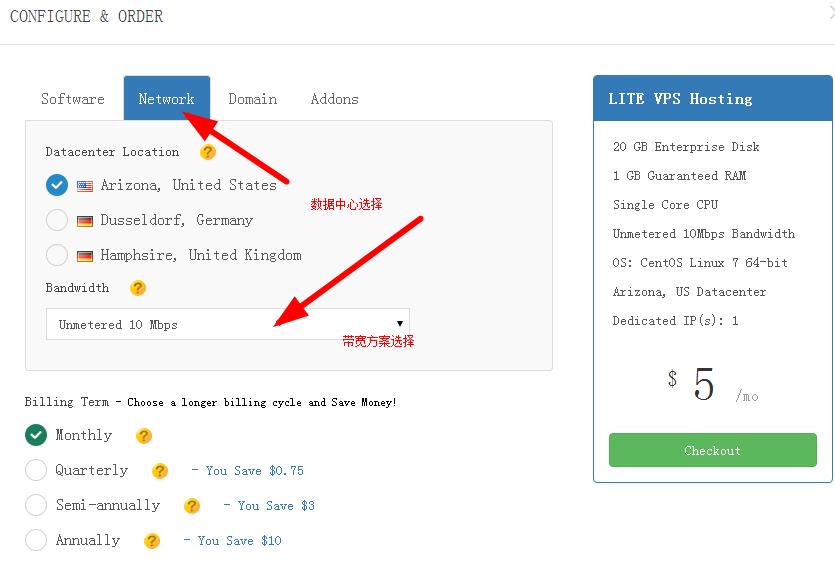 CONFIGURE & ORDER
Software Network Domain Addons
Datacenter Location ?
Arizona, United States
数据中心选择
Dusseldorf, Germany
Hamphsire, United Kingdom
Bandwidth ?
Unmetered 10 Mbps
带宽方案选择
Billing Term - Choose a longer billing cycle and Save Money!
Monthly ?
Quarterly ? - You Save $0.75
Semi-annually ? - You Save $3
Annually ? - You Save $10
LITE VPS Hosting
20 GB Enterprise Disk
1 GB Guaranteed RAM
Single Core CPU
Unmetered 10Mbps Bandwidth
OS: CentOS Linux 7 64-bit
Arizona, US Datacenter
Dedicated IP(s): 1
$ 5 /mo
Checkout